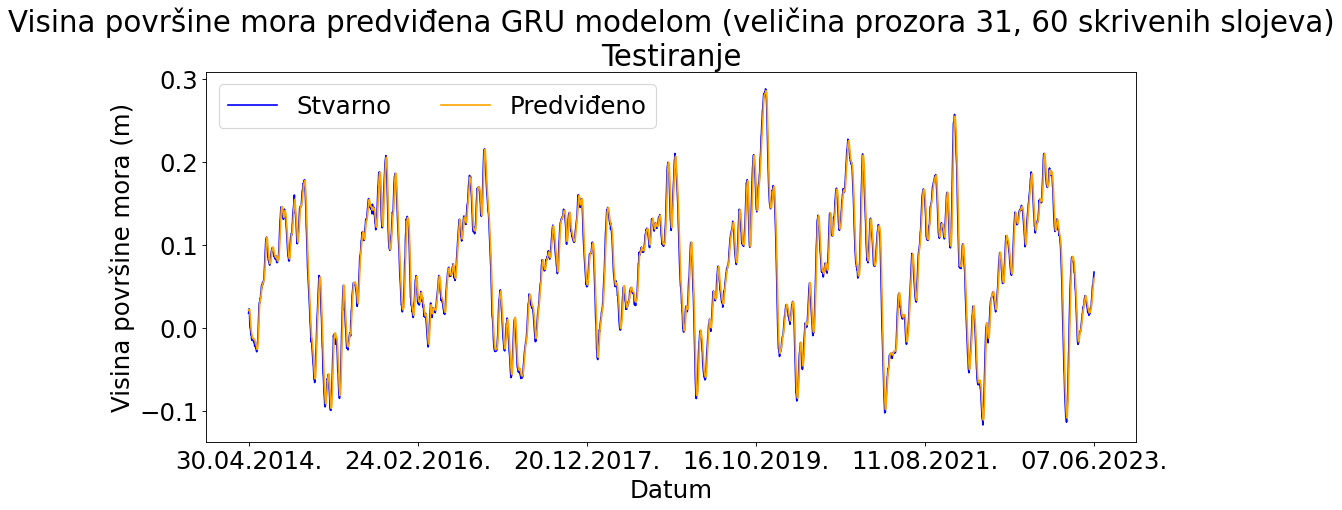 Visina površine mora predviđena GRU modelom (veličina prozora 31, 60 skrivenih slojeva)
Testiranje
Stvarno Predviđeno
Visina površine mora (m)
0.3
0.2
0.1
0.0
−0.1
30.04.2014. 24.02.2016. 20.12.2017. 16.10.2019. 11.08.2021. 07.06.2023.
Datum